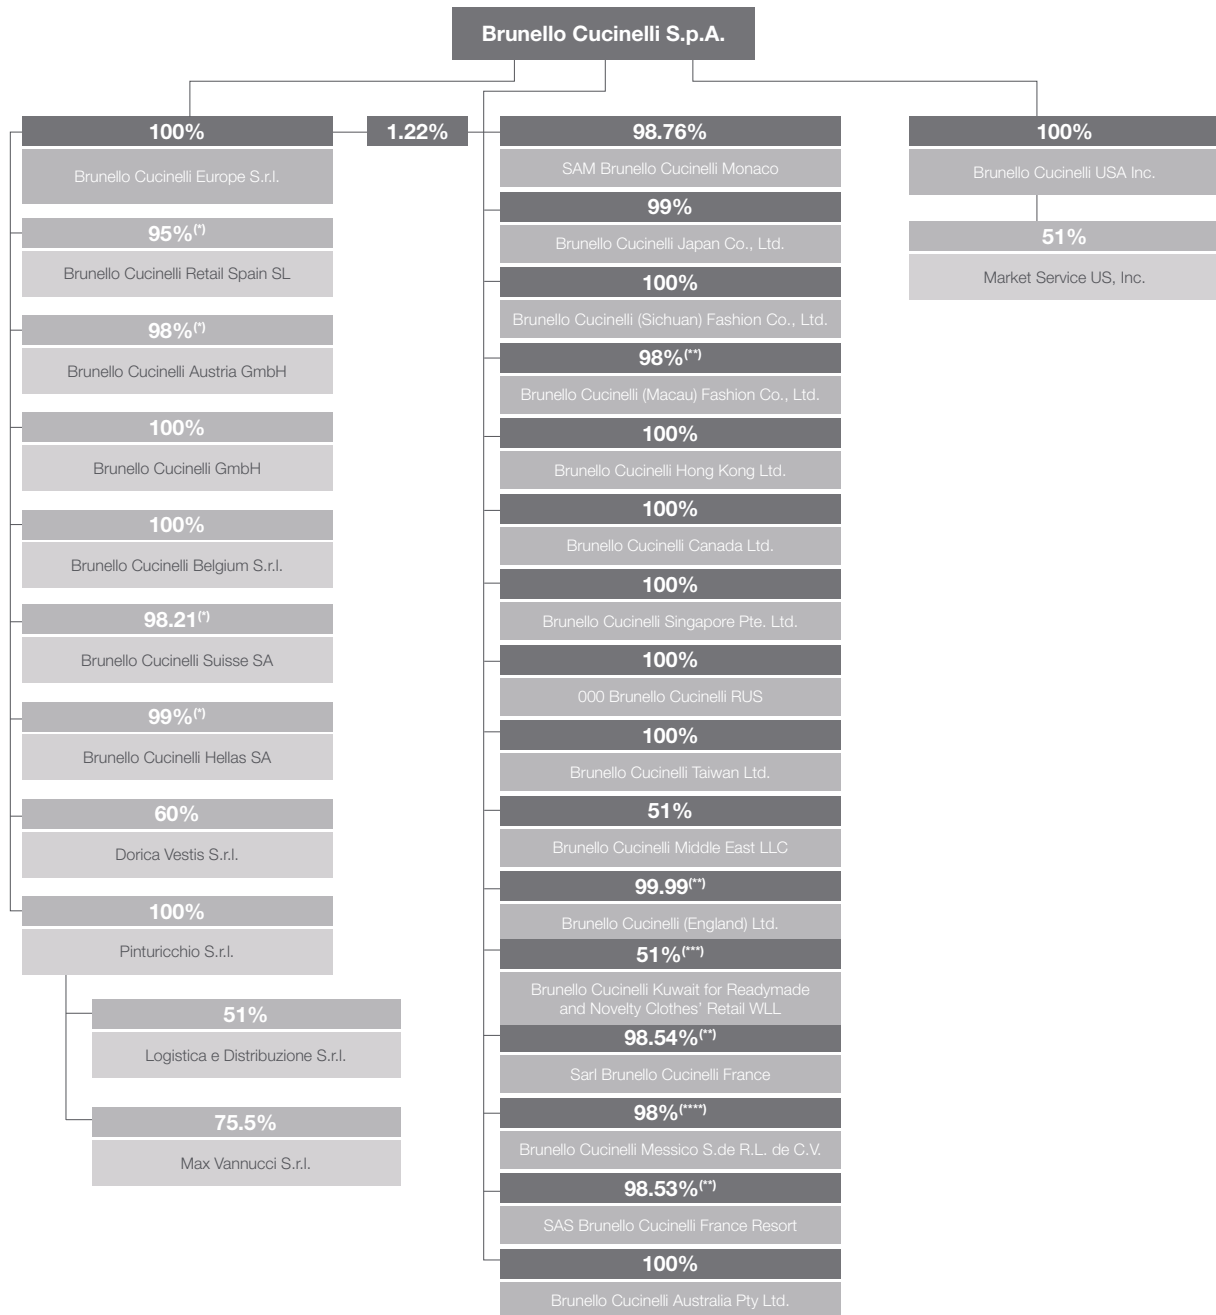 Brunello Cucinelli S.p.A.
100%
Brunello Cucinelli Europe S.r.l.
95%(*)
Brunello Cucinelli Retail Spain SL
98%(*)
Brunello Cucinelli Austria GmbH
100%
Brunello Cucinelli GmbH
100%
Brunello Cucinelli Belgium S.r.l.
98.21(*)
Brunello Cucinelli Suisse SA
99%(*)
Brunello Cucinelli Hellas SA
60%
Dorica Vestis S.r.l.
100%
Pinturicchio S.r.l.
51%
Logistica e Distribuzione S.r.l.
75.5%
Max Vannucci S.r.l.
1.22%
98.76%
SAM Brunello Cucinelli Monaco
99%
Brunello Cucinelli Japan Co., Ltd.
100%
Brunello Cucinelli (Sichuan) Fashion Co., Ltd.
98%(**)
Brunello Cucinelli (Macau) Fashion Co., Ltd.
100%
Brunello Cucinelli Hong Kong Ltd.
100%
Brunello Cucinelli Canada Ltd.
100%
Brunello Cucinelli Singapore Pte. Ltd.
100%
000 Brunello Cucinelli RUS
100%
Brunello Cucinelli Taiwan Ltd.
51%
Brunello Cucinelli Middle East LLC
99.99(**)
Brunello Cucinelli (England) Ltd.
51%(***)
Brunello Cucinelli Kuwait for Readymade
and Novelty Clothes' Retail WLL
98.54%(**)
Sarl Brunello Cucinelli France
98%(****)
Brunello Cucinelli Messico S.de R.L. de C.V.
98.53%(**)
SAS Brunello Cucinelli France Resort
100%
Brunello Cucinelli Australia Pty Ltd.
100%
Brunello Cucinelli USA Inc.
51%
Market Service US, Inc.